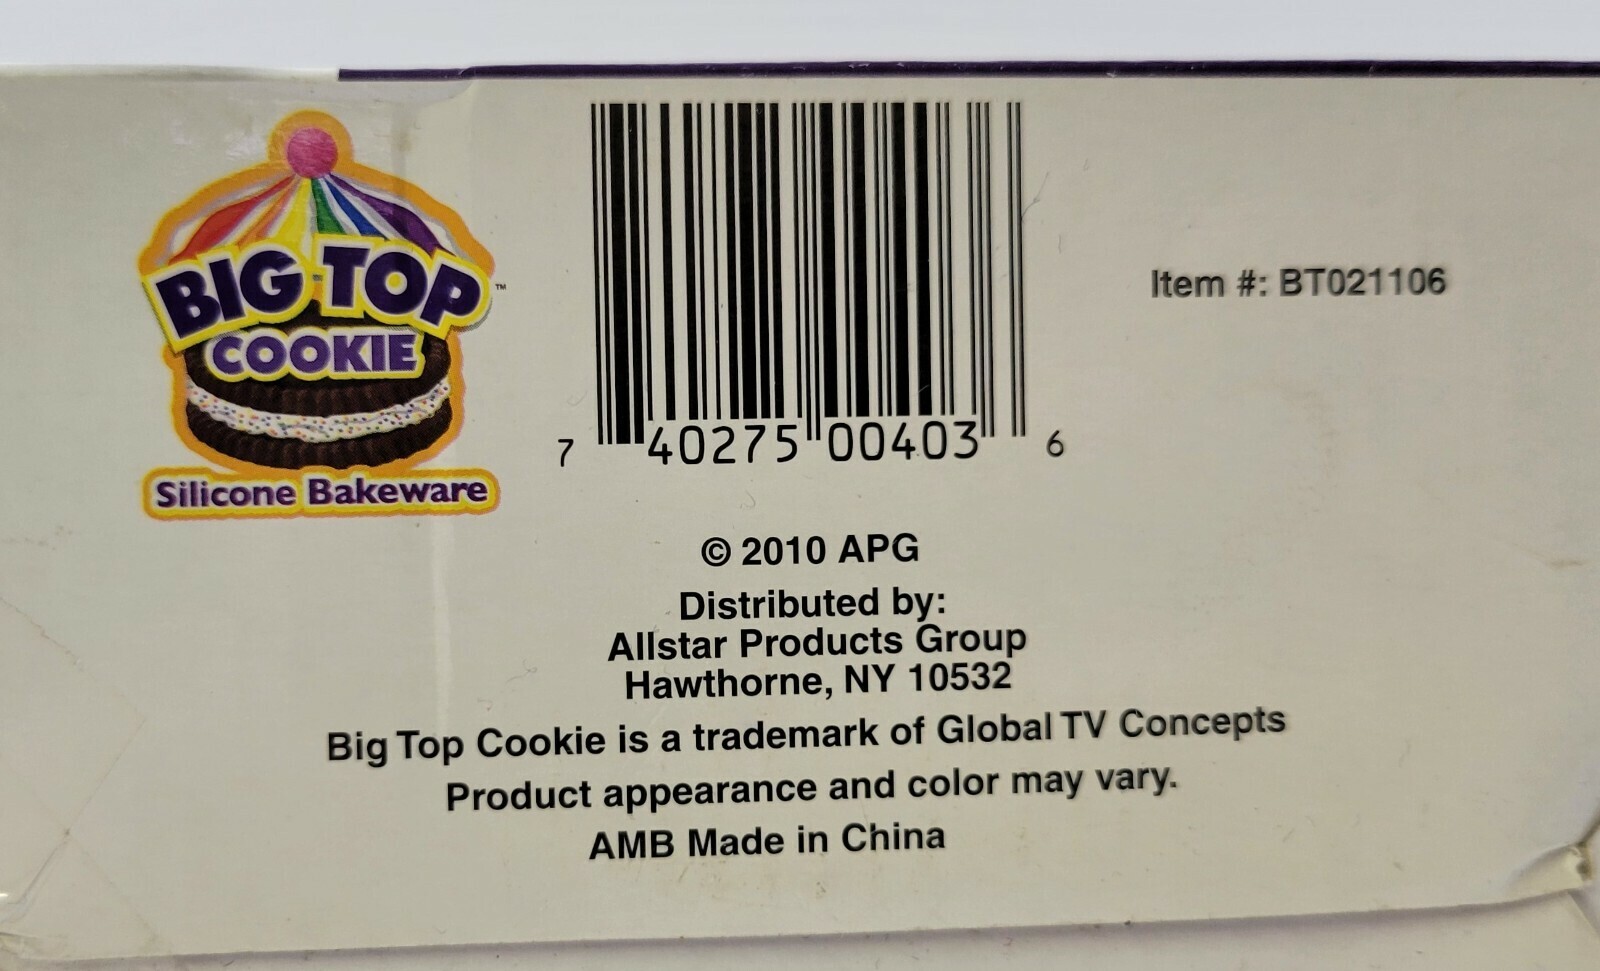 BIG TOP ™
COOKIE
Silicone Bakeware
7 40275 00403 6
Item #: BT021106
© 2010 APG
Distributed by:
Allstar Products Group
Hawthorne, NY 10532
Big Top Cookie is a trademark of Global TV Concepts
Product appearance and color may vary.
AMB Made in China